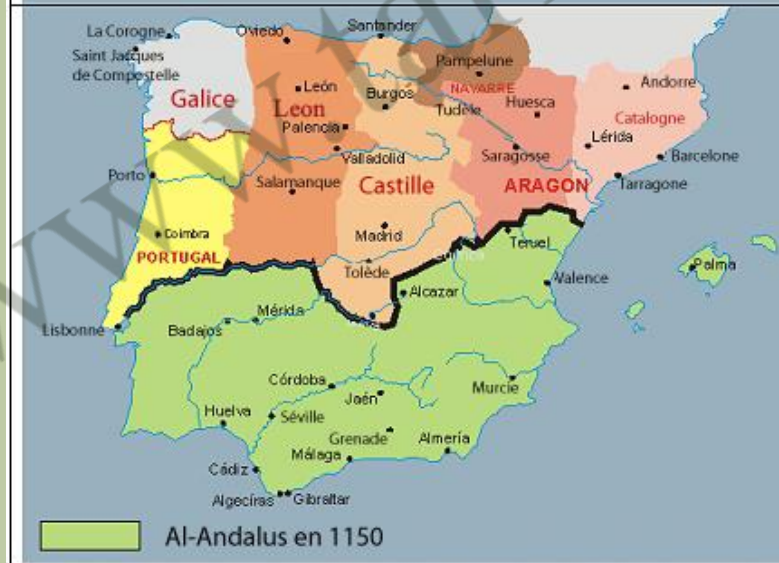 La Corogne
Oviedo
Santander
Saint Jacques
de Compostelle
Pampelune
León
Burgos
NAVARRE
Andorre
Galice
Leon
Tudèle
Huesca
Catalogne
Palencia
Lérida
Valladolid
Saragosse
Barcelone
Porto
Salamanque
Castille
ARAGON
Tarragone
Coimbra
Madrid
Teruel
PORTUGAL
Tolède
Palma
Valence
Alcazar
Mérida
Lisbonne
Badajos
Córdoba
Jaén
Murcie
Huelva
Séville
Grenade
Almería
Málaga
Cádiz
Algecíras
Gibraltar
Al-Andalus en 1150